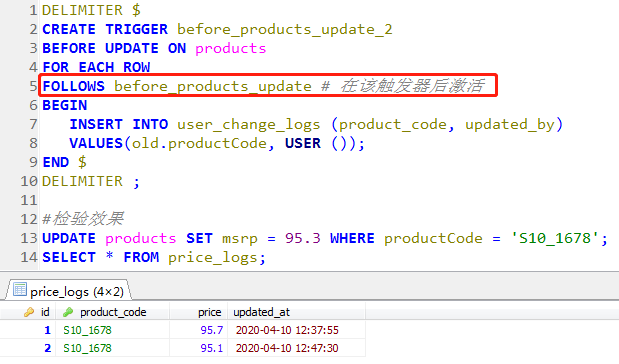 1 DELIMITER $
2 CREATE TRIGGER before_products_update_2
3 BEFORE UPDATE ON products
4 FOR EACH ROW
5 FOLLOWS before_products_update # 在该触发器后激活
6 BEGIN
7 INSERT INTO user_change_logs (product_code, updated_by)
8 VALUES(old.productCode, USER ());
9 END $
10 DELIMITER ;
11
12 #检验效果
13 UPDATE products SET msrp = 95.3 WHERE productCode = 'S10_1678';
14 SELECT * FROM price_logs;
price_logs (4×2)
id product_code price updated_at
1 S10_1678 95.7 2020-04-10 12:37:55
2 S10_1678 95.1 2020-04-10 12:47:30